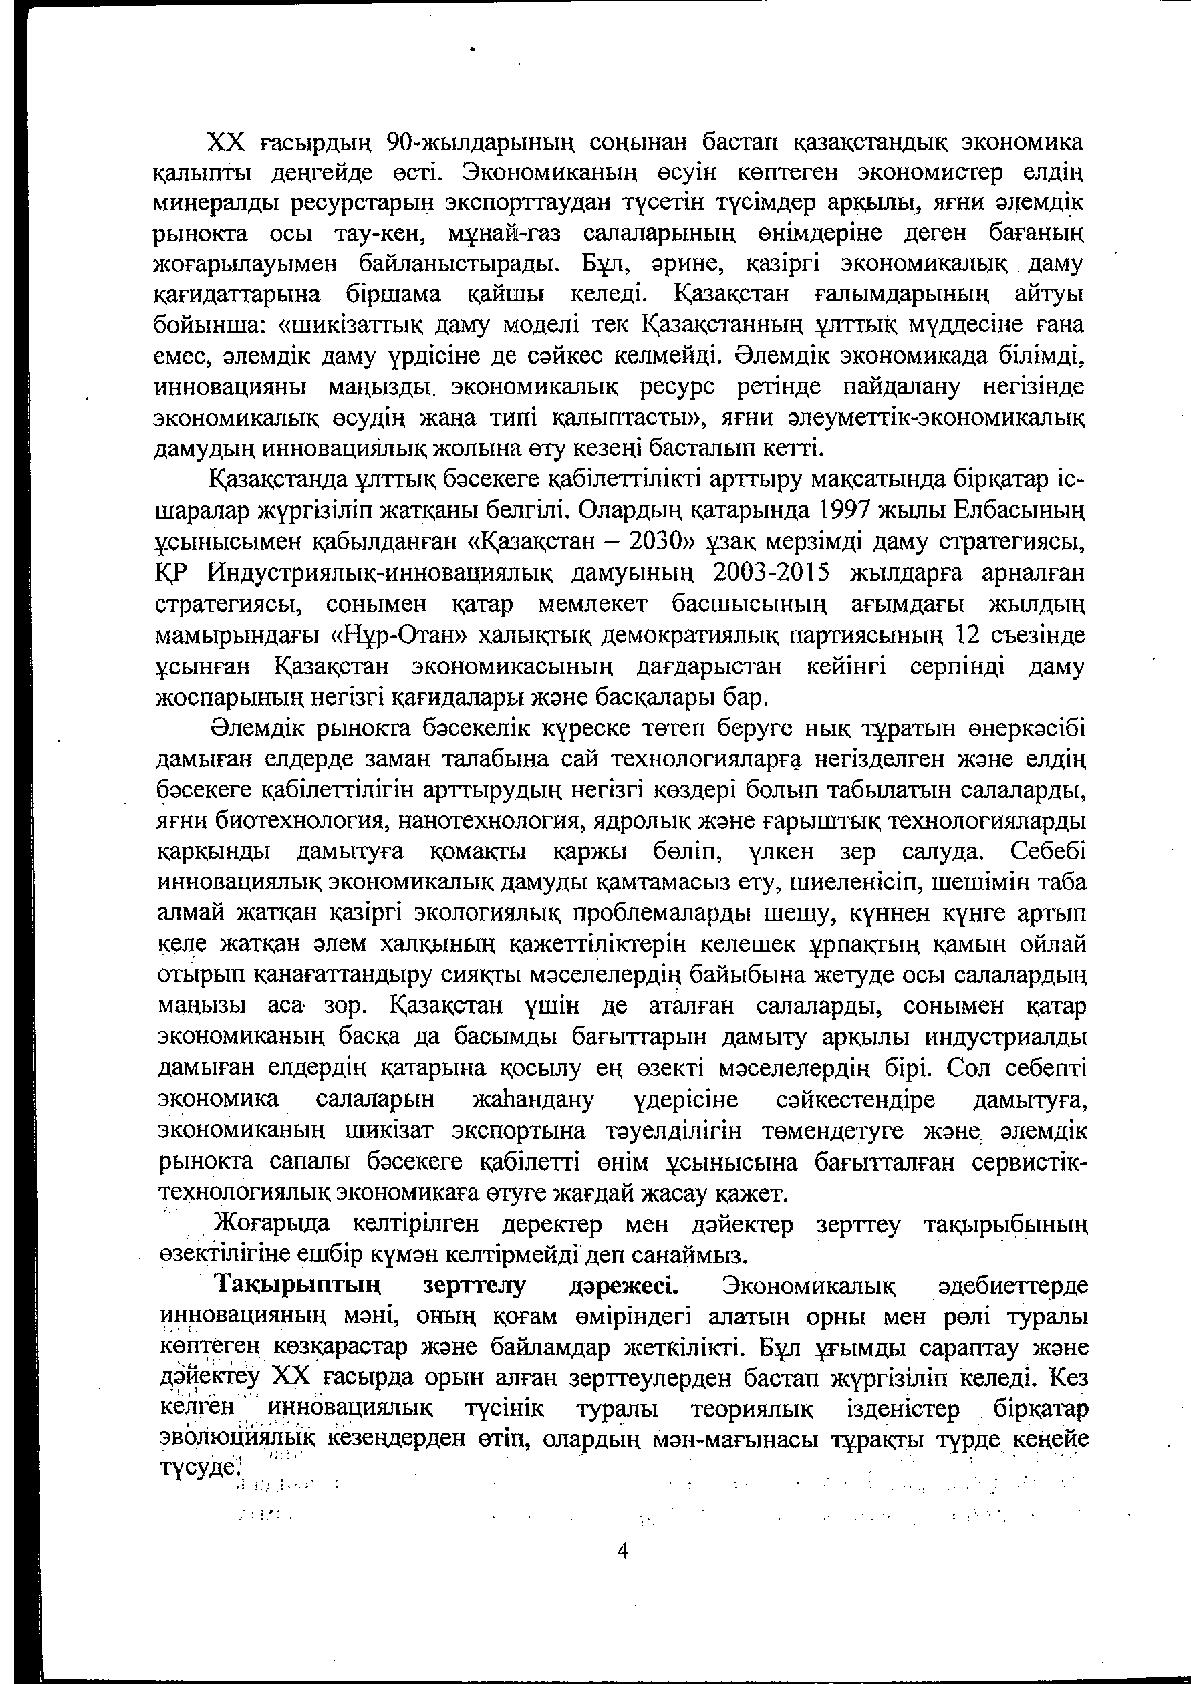 ХХ ғасырдың 90-жылдарының соңынан бастап қазақстандық экономика
қалыпты деңгейде өсті. Экономиканың өсуін көптеген экономистер елдің
минералды ресурстарын экспорттаудан түсетін түсімдер арқылы, яғни әлемдік
рынокта осы тау-кен, мұнай-газ салаларының өнімдеріне деген бағаның
жоғарылауымен байланыстырады. Бұл, әрине, қазіргі экономикалық даму
қағидаттарына біршама қайшы келеді. Қазақстан ғалымдарының айтуы
бойынша: «шикізаттық даму моделі тек Қазақстанның ұлттық мүддесіне ғана
емес, әлемдік даму үрдісіне де сәйкес келмейді. Әлемдік экономикада білімді,
инновацияны маңызды экономикалық ресурс ретінде пайдалану негізінде
экономикалық өсудің жаңа типі қалыптасты», яғни әлеуметтік-экономикалық
дамудың инновациялық жолына өту кезеңі басталып кетті.
Қазақстанда ұлттық бәсекеге қабілеттілікті арттыру мақсатында бірқатар іс-
шаралар жүргізіліп жатқаны белгілі. Олардың қатарында 1997 жылы Елбасының
ұсынысымен қабылданған «Қазақстан – 2030» ұзақ мерзімді даму стратегиясы,
ҚР Индустриялық-инновациялық дамуының 2003-2015 жылдарға арналған
стратегиясы, сонымен қатар мемлекет басшысының ағымдағы жылдың
мамырындағы «Нұр-Отан» халықтық демократиялық партиясының 12 съезінде
ұсынған Қазақстан экономикасының дағдарыстан кейінгі серпінді даму
жоспарының негізгі қағидалары және басқалары бар.
Әлемдік рынокта бәсекелік күреске төтеп беруге нық тұратын өнеркәсібі
дамыған елдерде заман талабына сай технологияларға негізделген және елдің
бәсекеге қабілеттілігін арттырудың негізгі көздері болып табылатын салаларды,
яғни биотехнология, нанотехнология, ядролық және ғарыштық технологияларды
қарқынды дамытуға қомақты қаржы бөліп, үлкен зер салуда. Себебі
инновациялық экономикалық дамуды қамтамасыз ету, шиеленісіп, шешімін таба
алмай жатқан қазіргі экологиялық проблемаларды шешу, күннен күнге артып
келе жатқан әлем халқының қажеттіліктерін келешек ұрпақтың қамын ойлай
отырып қанағаттандыру сияқты мәселелердің байыбына жетуде осы салалардың
маңызы аса зор. Қазақстан үшін де аталған салаларды, сонымен қатар
экономиканың басқа да басымды бағыттарын дамыту арқылы индустриалды
дамыған елдердің қатарына қосылу ең өзекті мәселелердің бірі. Сол себепті
экономика салаларын жаһандану үдерісіне сәйкестендіре дамытуға,
экономиканың шикізат экспортына тәуелділігін төмендетуге және әлемдік
рынокта сапалы бәсекеге қабілетті өнім ұсынысына бағытталған сервистік-
технологиялық экономикаға өтуге жағдай жасау қажет.
Жоғарыда келтірілген деректер мен дәйектер зерттеу тақырыбының
өзектілігіне ешбір күмән келтірмейді деп санаймыз.
Тақырыптың зерттелу дәрежесі. Экономикалық әдебиеттерде
инновацияның мәні, оның қоғам өміріндегі алатын орны мен рөлі туралы
көптеген көзқарастар және байламдар жеткілікті. Бұл ұғымды сараптау және
дәйектеу ХХ ғасырда орын алған зерттеулерден бастап жүргізіліп келеді. Кез
келген инновациялық түсінік туралы теориялық ізденістер бірқатар
эволюциялық кезеңдерден өтіп, олардың мән-мағынасы тұрақты түрде кеңейе
түсуде.
4